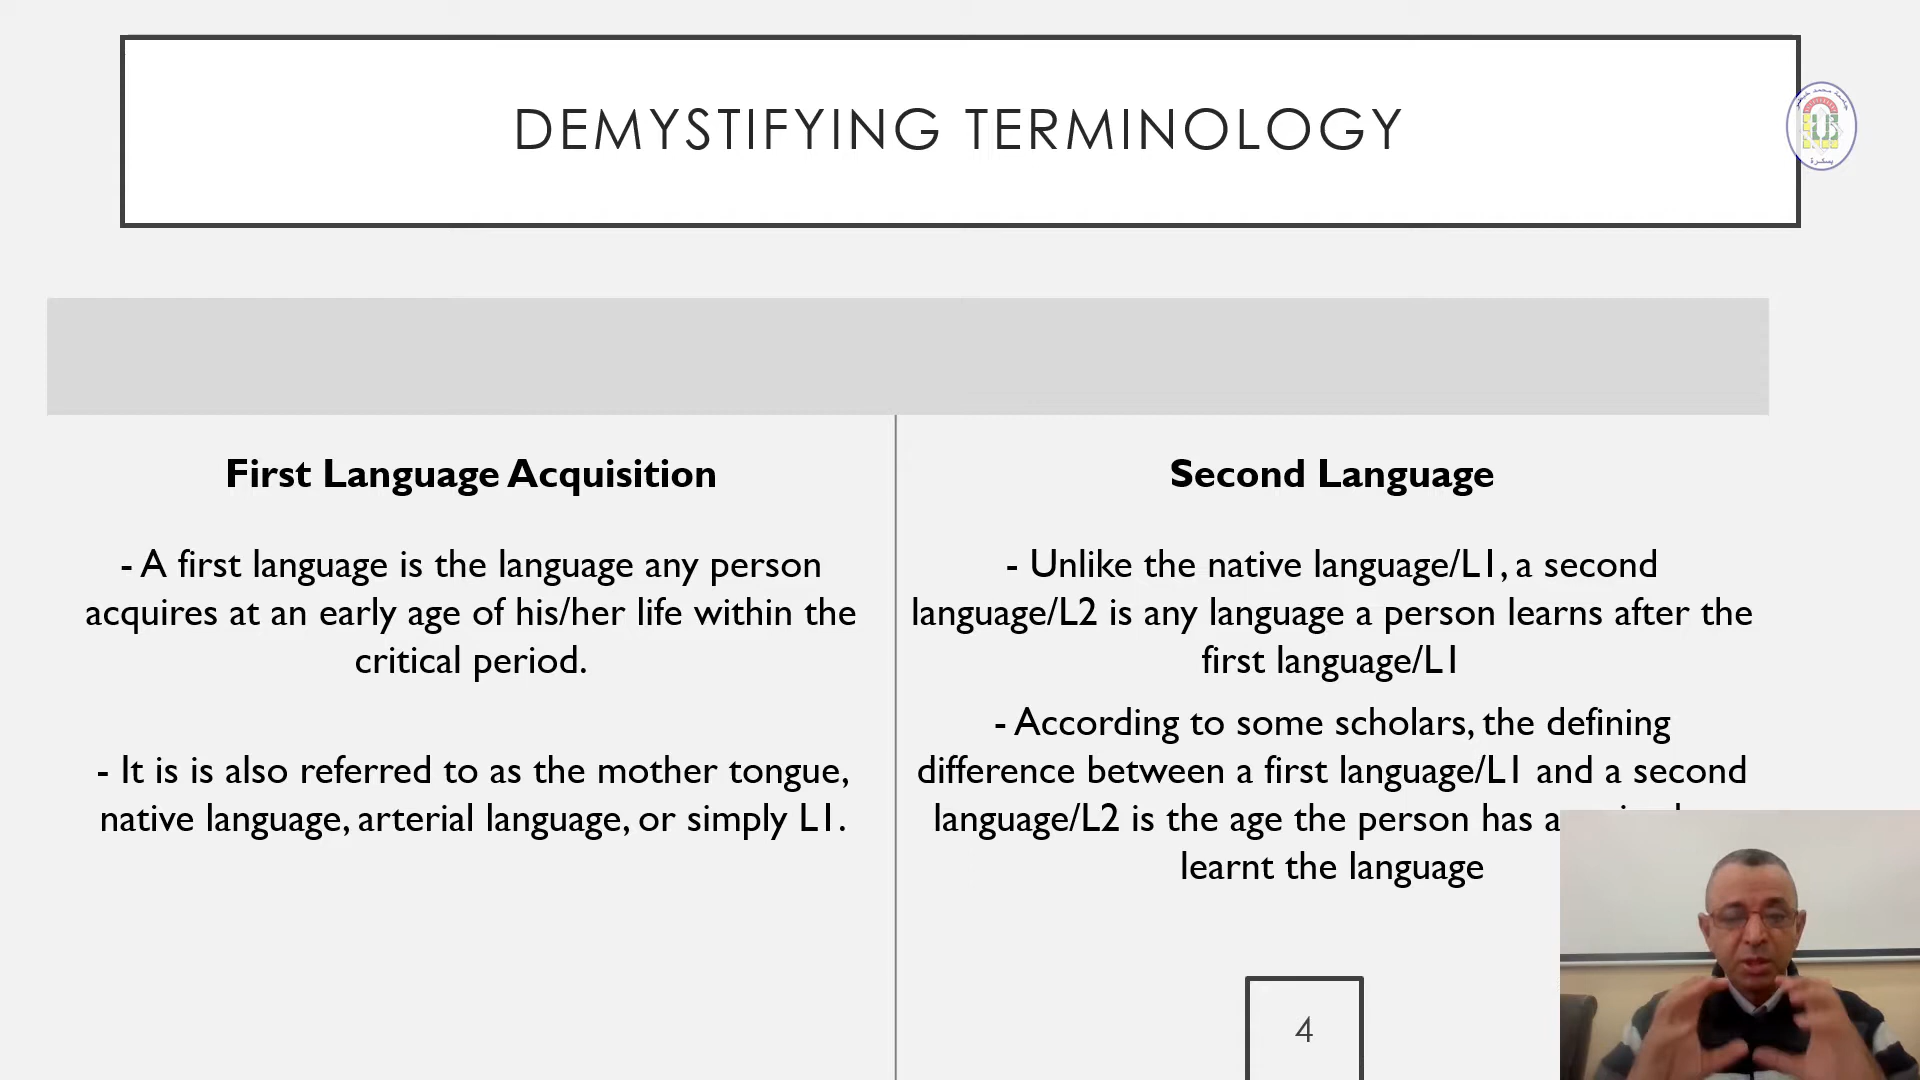 DEMYSTIFYING TERMINOLOGY
جامعة محمد خيضر
بسكرة
First Language Acquisition
- A first language is the language any person
acquires at an early age of his/her life within the
critical period.
- It is is also referred to as the mother tongue,
native language, arterial language, or simply L1.
Second Language
- Unlike the native language/L1, a second
language/L2 is any language a person learns after the
first language/L1
- According to some scholars, the defining
difference between a first language/L1 and a second
language/L2 is the age the person has
learnt the language
4